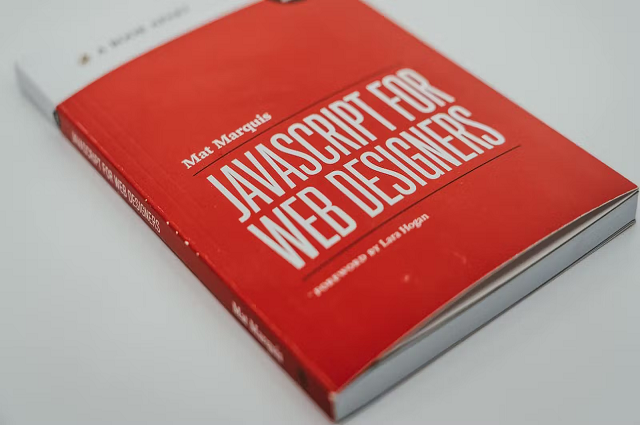 A BOOK APART
Mat Marquis
JAVASCRIPT FOR
WEB DESIGNERS
FOREWORD BY Lara Hogan
JAVASCRIPT FOR WEB DESIGNERS
Mat Marquis